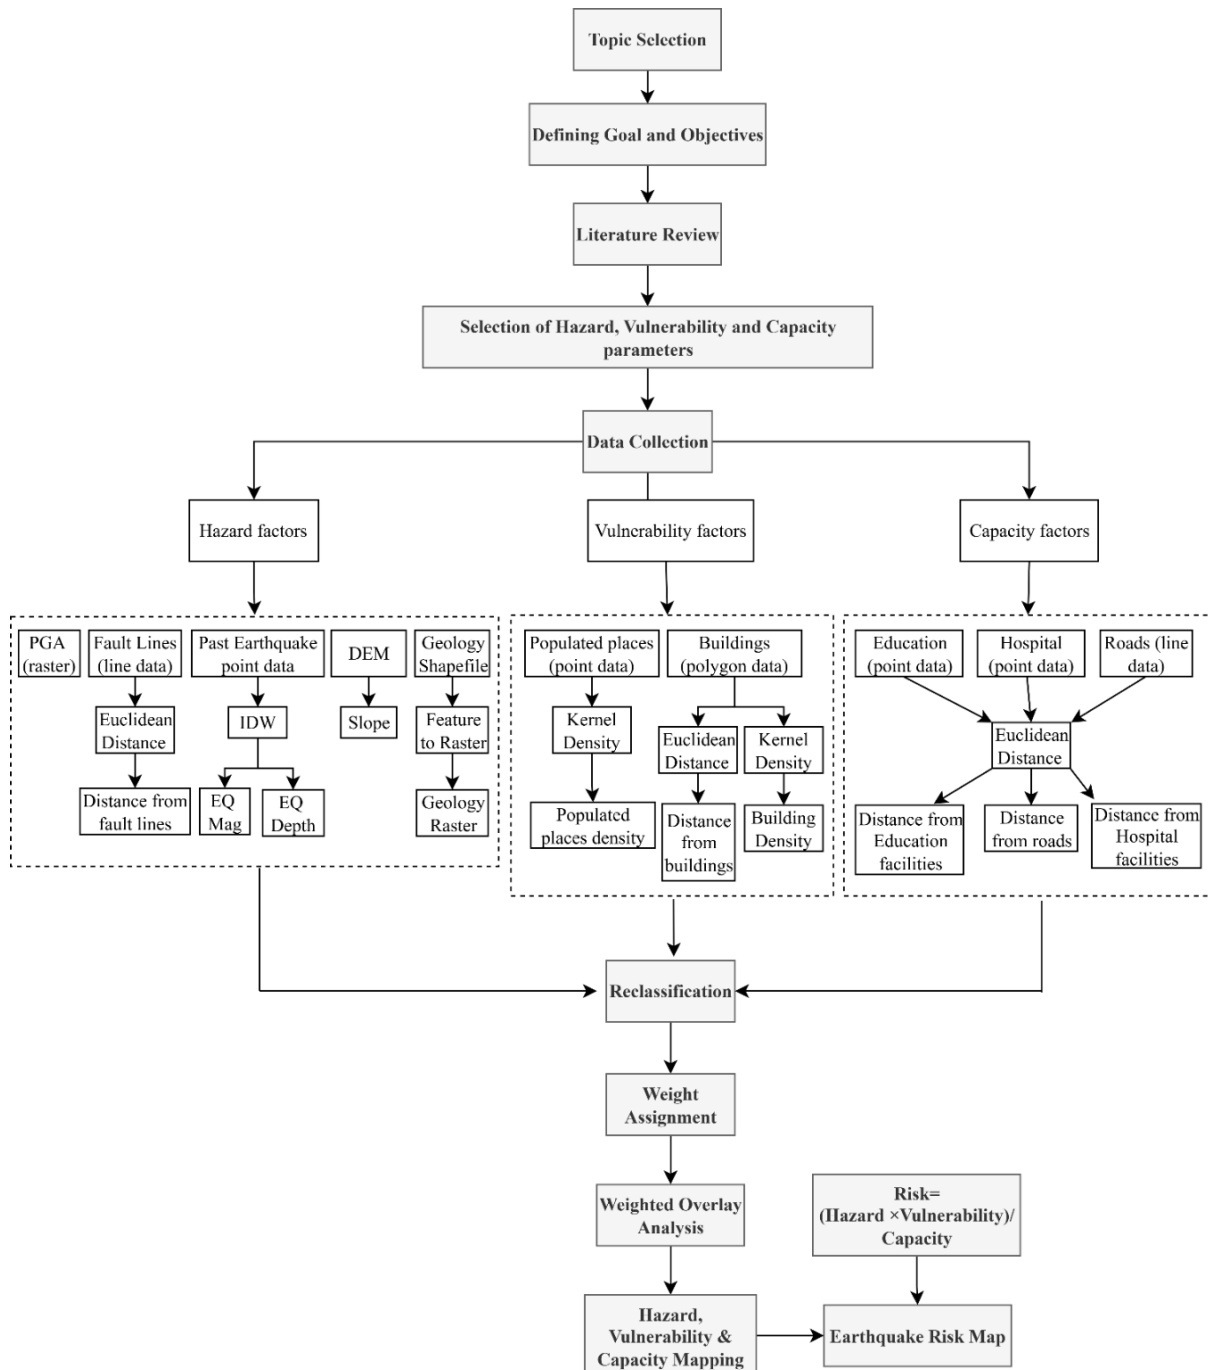 Topic Selection
Defining Goal and Objectives
Literature Review
Selection of Hazard, Vulnerability and Capacity
parameters
Data Collection
Hazard factors
Vulnerability factors
Capacity factors
PGA
(raster)
Fault Lines
(line data)
Past Earthquake
point data
DEM
Geology
Shapefile
Euclidean
Distance
IDW
Slope
Feature
to Raster
Distance from
fault lines
EQ
Mag
EQ
Depth
Geology
Raster
Populated places
(point data)
Buildings
(polygon data)
Kernel
Density
Euclidean
Distance
Kernel
Density
Populated
places density
Distance
from
buildings
Building
Density
Education
(point data)
Hospital
(point data)
Roads (line
data)
Euclidean
Distance
Distance from
Education
facilities
Distance
from roads
Distance from
Hospital
facilities
Reclassification
Weight
Assignment
Weighted Overlay
Analysis
Risk=
(Hazard ×Vulnerability)/
Capacity
Hazard,
Vulnerability &
Capacity Mapping
Earthquake Risk Map